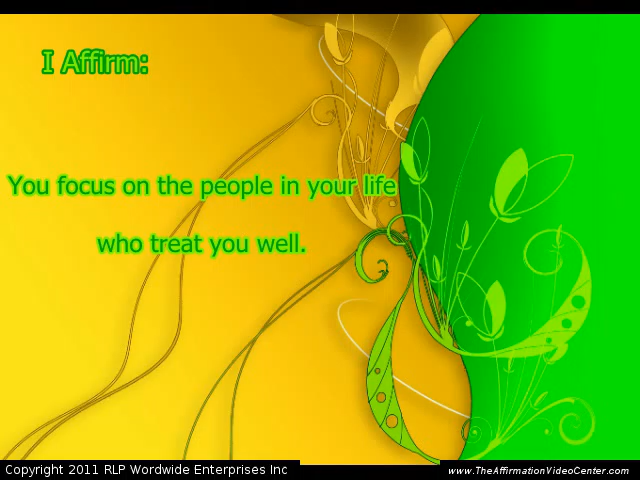 I Affirm:
You focus on the people in your life
who treat you well.
Copyright 2011 RLP Wordwide Enterprises Inc
www.TheAffirmationVideoCenter.com